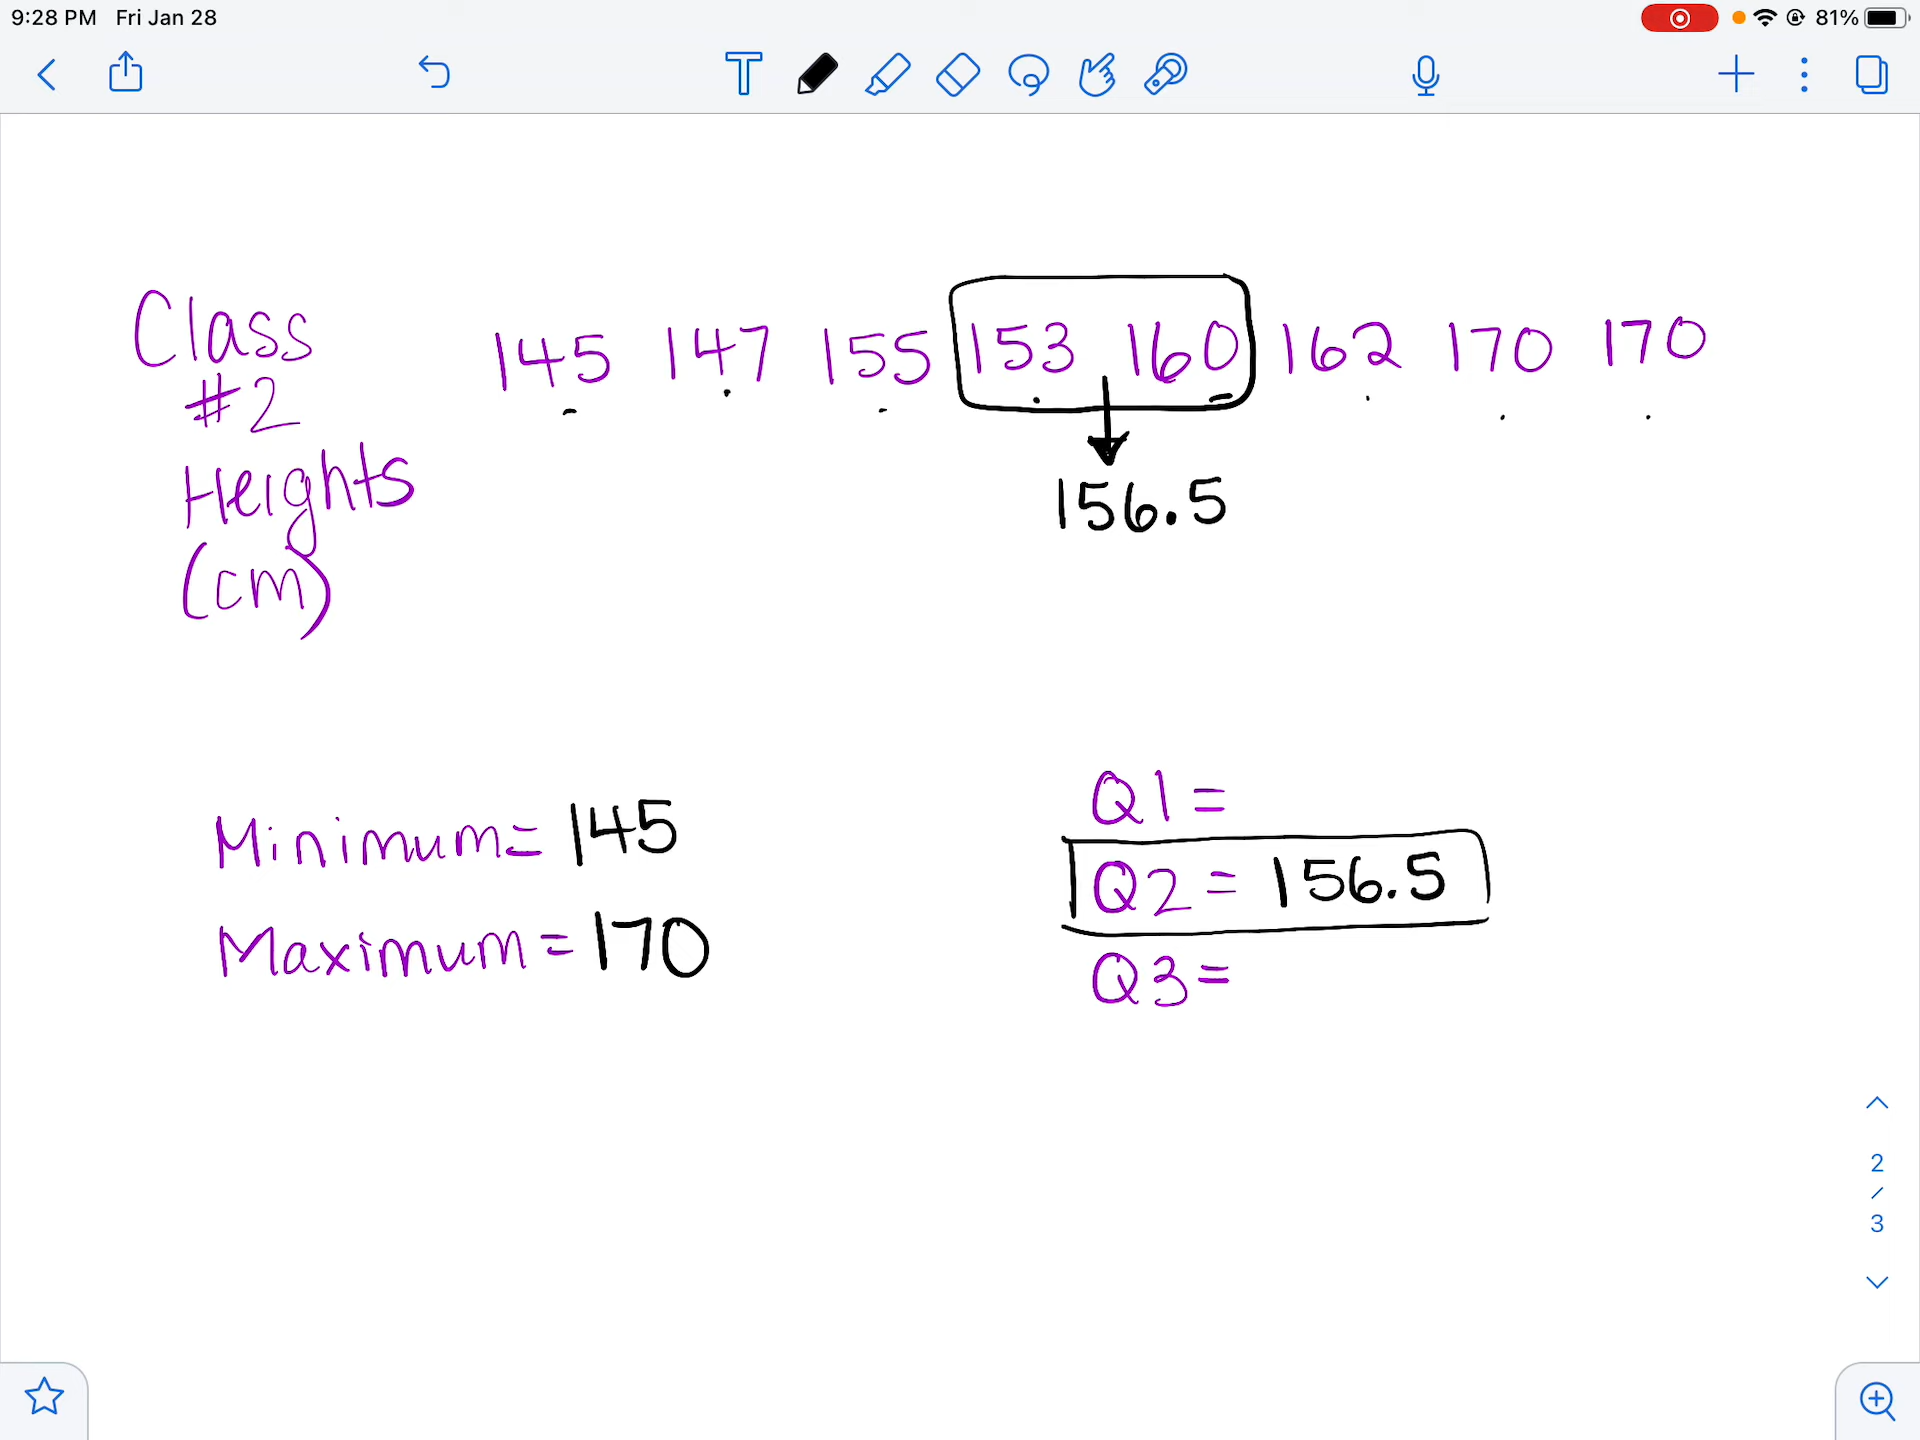 9:28 PM Fri Jan 28
81%
T
Class
#2
Heights
(cm)
145 147 155 153 160 162 170 170
156.5
Minimum = 145
Maximum = 170
Q1 =
Q2 = 156.5
Q3 =
2
/
3